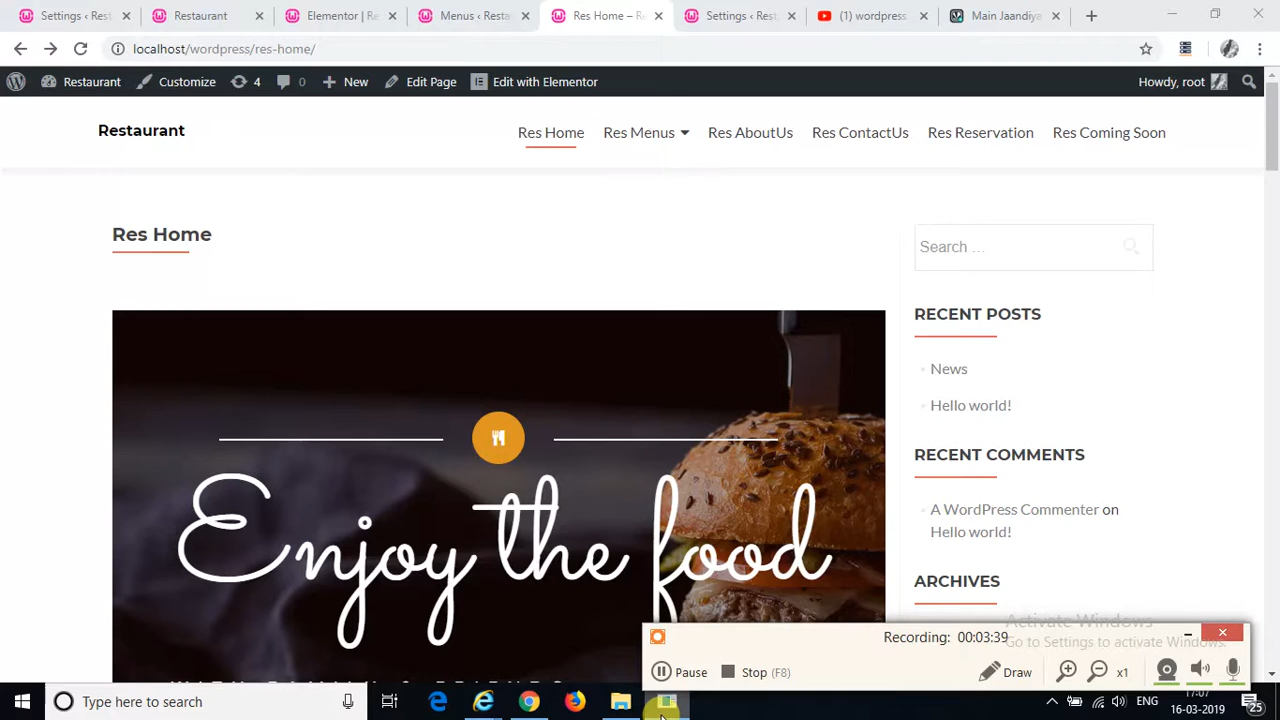 Settings ‹ Rest
Restaurant
Elementor | Re
Menus ‹ Resta
Res Home – R
Settings ‹ Rest
(1) wordpress
Main Jaandiya
localhost/wordpress/res-home/
Restaurant
Customize
4
0
New
Edit Page
Edit with Elementor
Howdy, root
Restaurant
Res Home
Res Menus
Res AboutUs
Res ContactUs
Res Reservation
Res Coming Soon
Res Home
Search …
RECENT POSTS
News
Hello world!
Enjoy the food
RECENT COMMENTS
A WordPress Commenter on
Hello world!
ARCHIVES
Activate Windows
Go to Settings to activate Windows.
Recording: 00:03:39
Pause
Stop (F8)
Draw
x1
Type here to search
ENG
17:07
16-03-2019
25